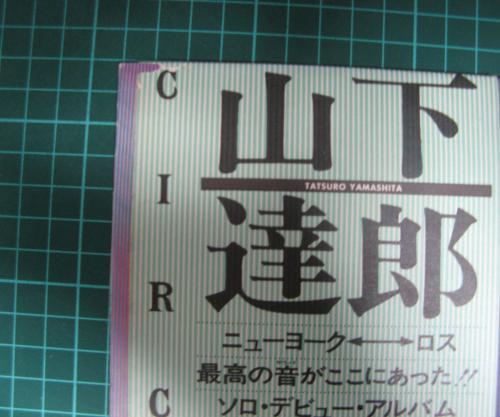 CIRC
山下
TATSURO YAMASHITA
達郎
ニューヨーク⟷ロス
最高の音がここにあった!!
ソロ・デビュー・アルバム